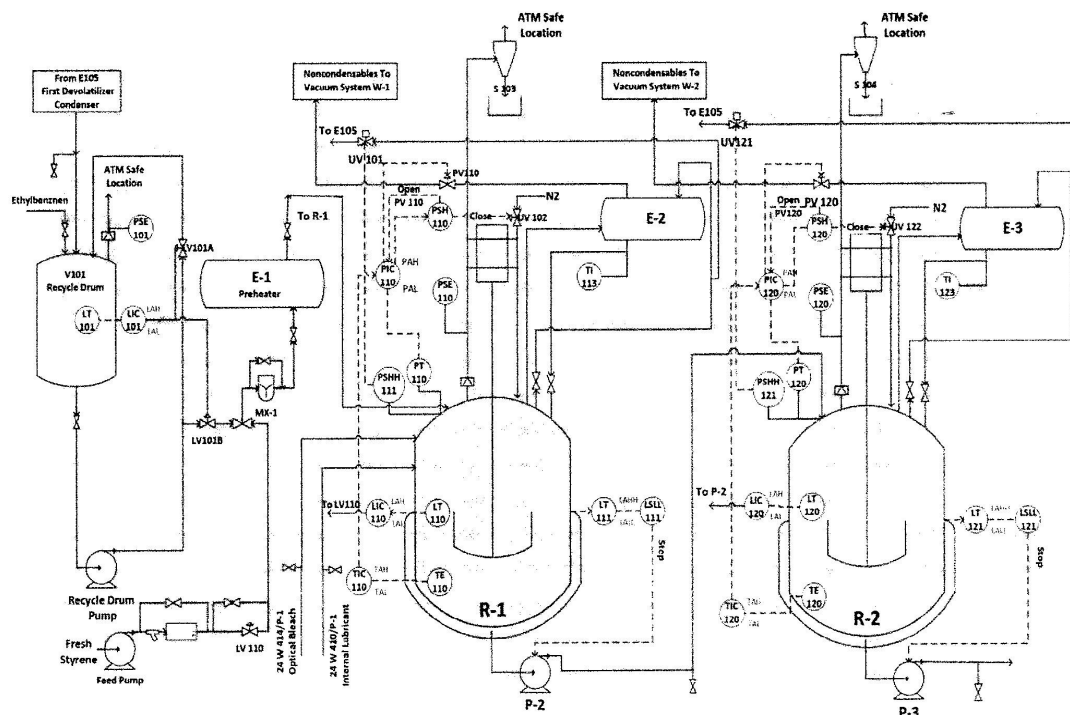 ATM Safe
Location
ATM Safe
Location
From E105
First Devolatilizer
Condenser
Noncondensables To
Vacuum System W-1
S 103
Noncondensables To
Vacuum System W-2
S 104
To E105
UV 101
To E105
UV121
ATM Safe
Location
PSE
101
Ethylbenznen
V101
Recycle Drum
LT
101
LIC
101
LAH
LAL
V101A
To R-1
E-1
Preheater
PV110
Open
PV 110
PSH
110
Close
N2
UV 102
E-2
TI
113
PIC
110
PAH
PAL
PSE
110
PT
110
PSHH
111
Open
PV120
PV 120
PSH
120
Close
N2
UV 122
E-3
TI
123
PIC
120
PAH
PAL
PSE
120
PT
120
PSHH
121
LV101B
MX-1
To LV110
LIC
110
LAH
LAL
LT
110
LT
111
LAHH
LALL
LSLL
111
Stop
TIC
110
TAH
TAL
TE
110
R-1
To P-2
LIC
120
LAH
LAL
LT
120
LT
121
LAHH
LALL
LSLL
121
Stop
TIC
120
TAH
TAL
TE
120
R-2
Recycle Drum
Pump
Fresh
Styrene
Feed Pump
LV 110
24 W 414/P-1
Optical Bleach
24 W 410/P-1
Internal Lubricant
P-2
P-3